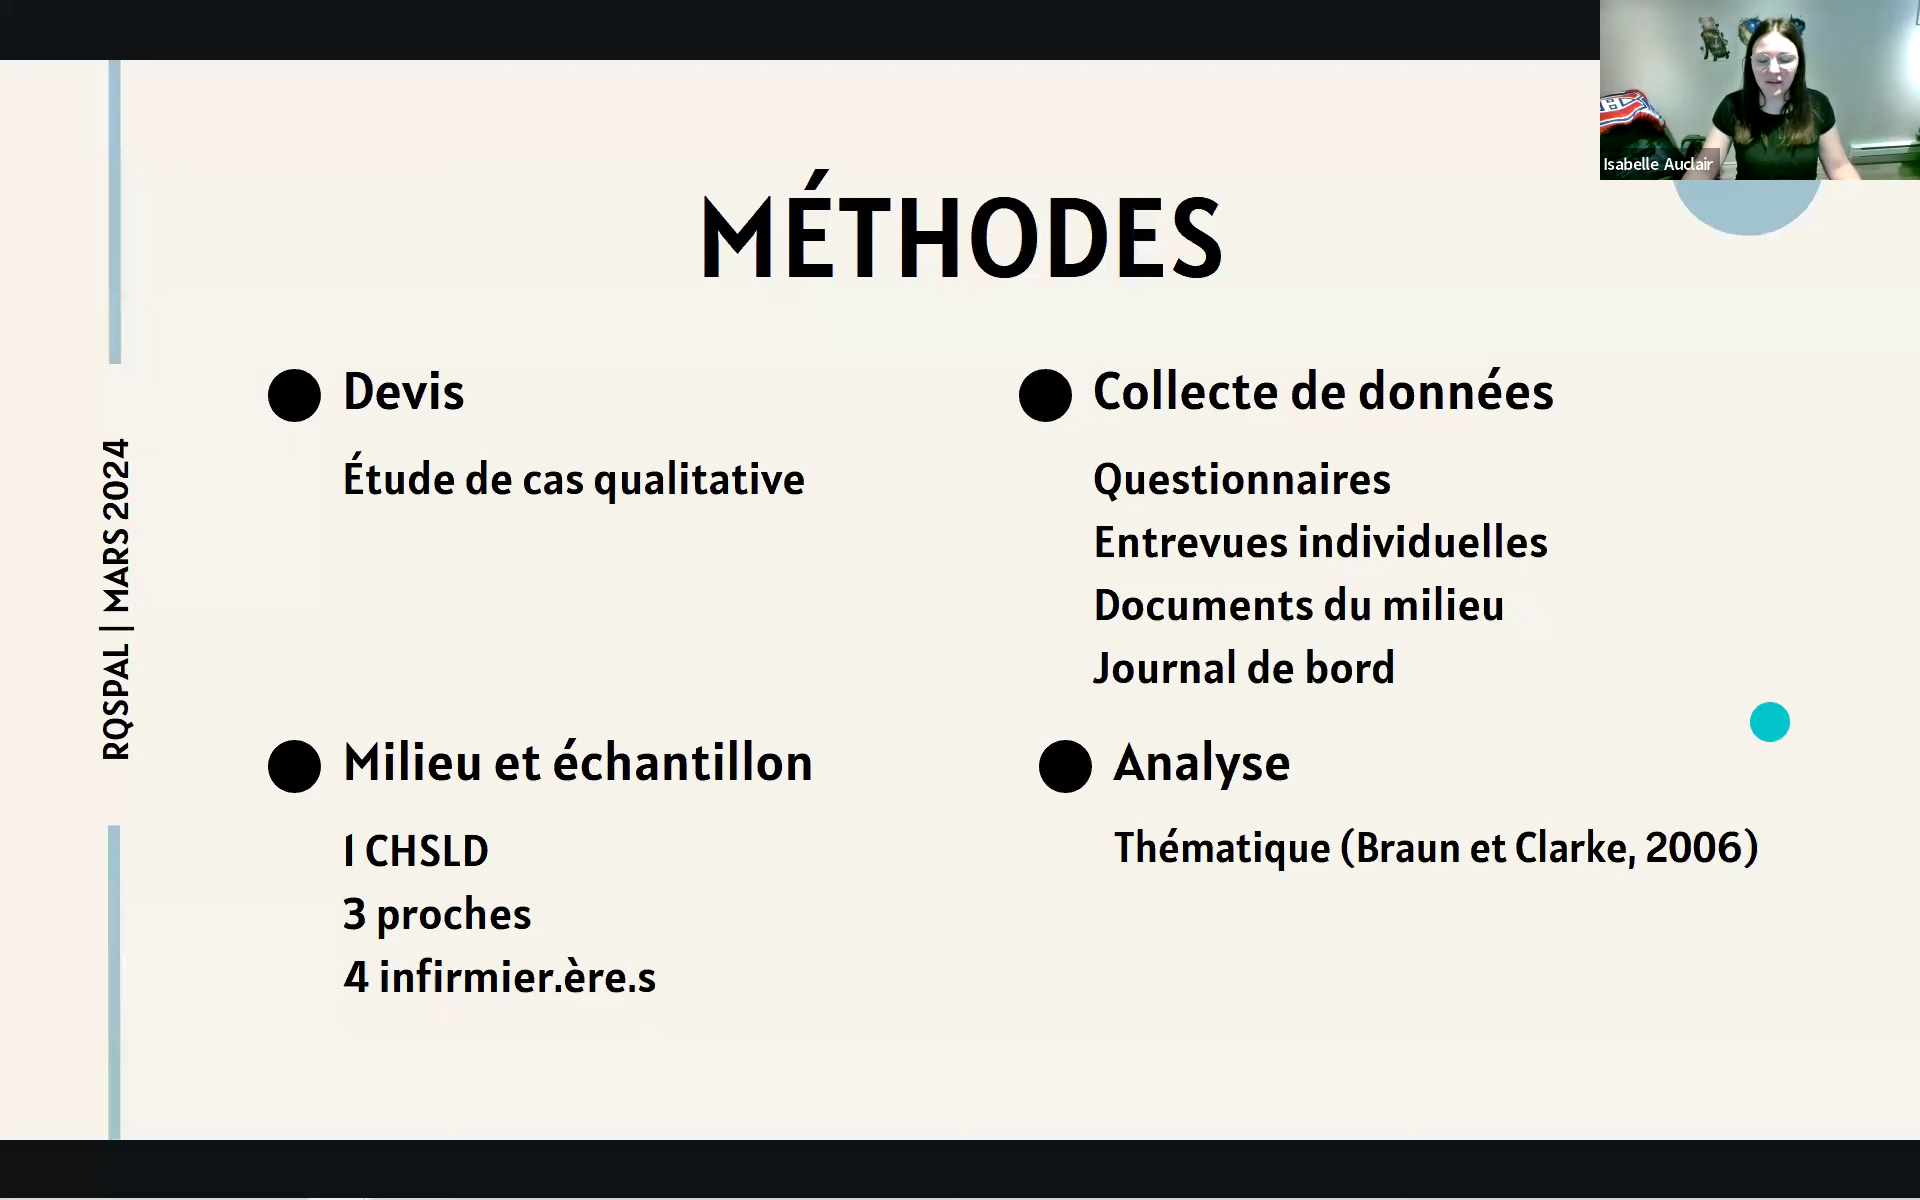 Isabelle Auclair
MÉTHODES
RQSPAL | MARS 2024
Devis
Étude de cas qualitative
Collecte de données
Questionnaires
Entrevues individuelles
Documents du milieu
Journal de bord
Milieu et échantillon
1 CHSLD
3 proches
4 infirmier.ère.s
Analyse
Thématique (Braun et Clarke, 2006)